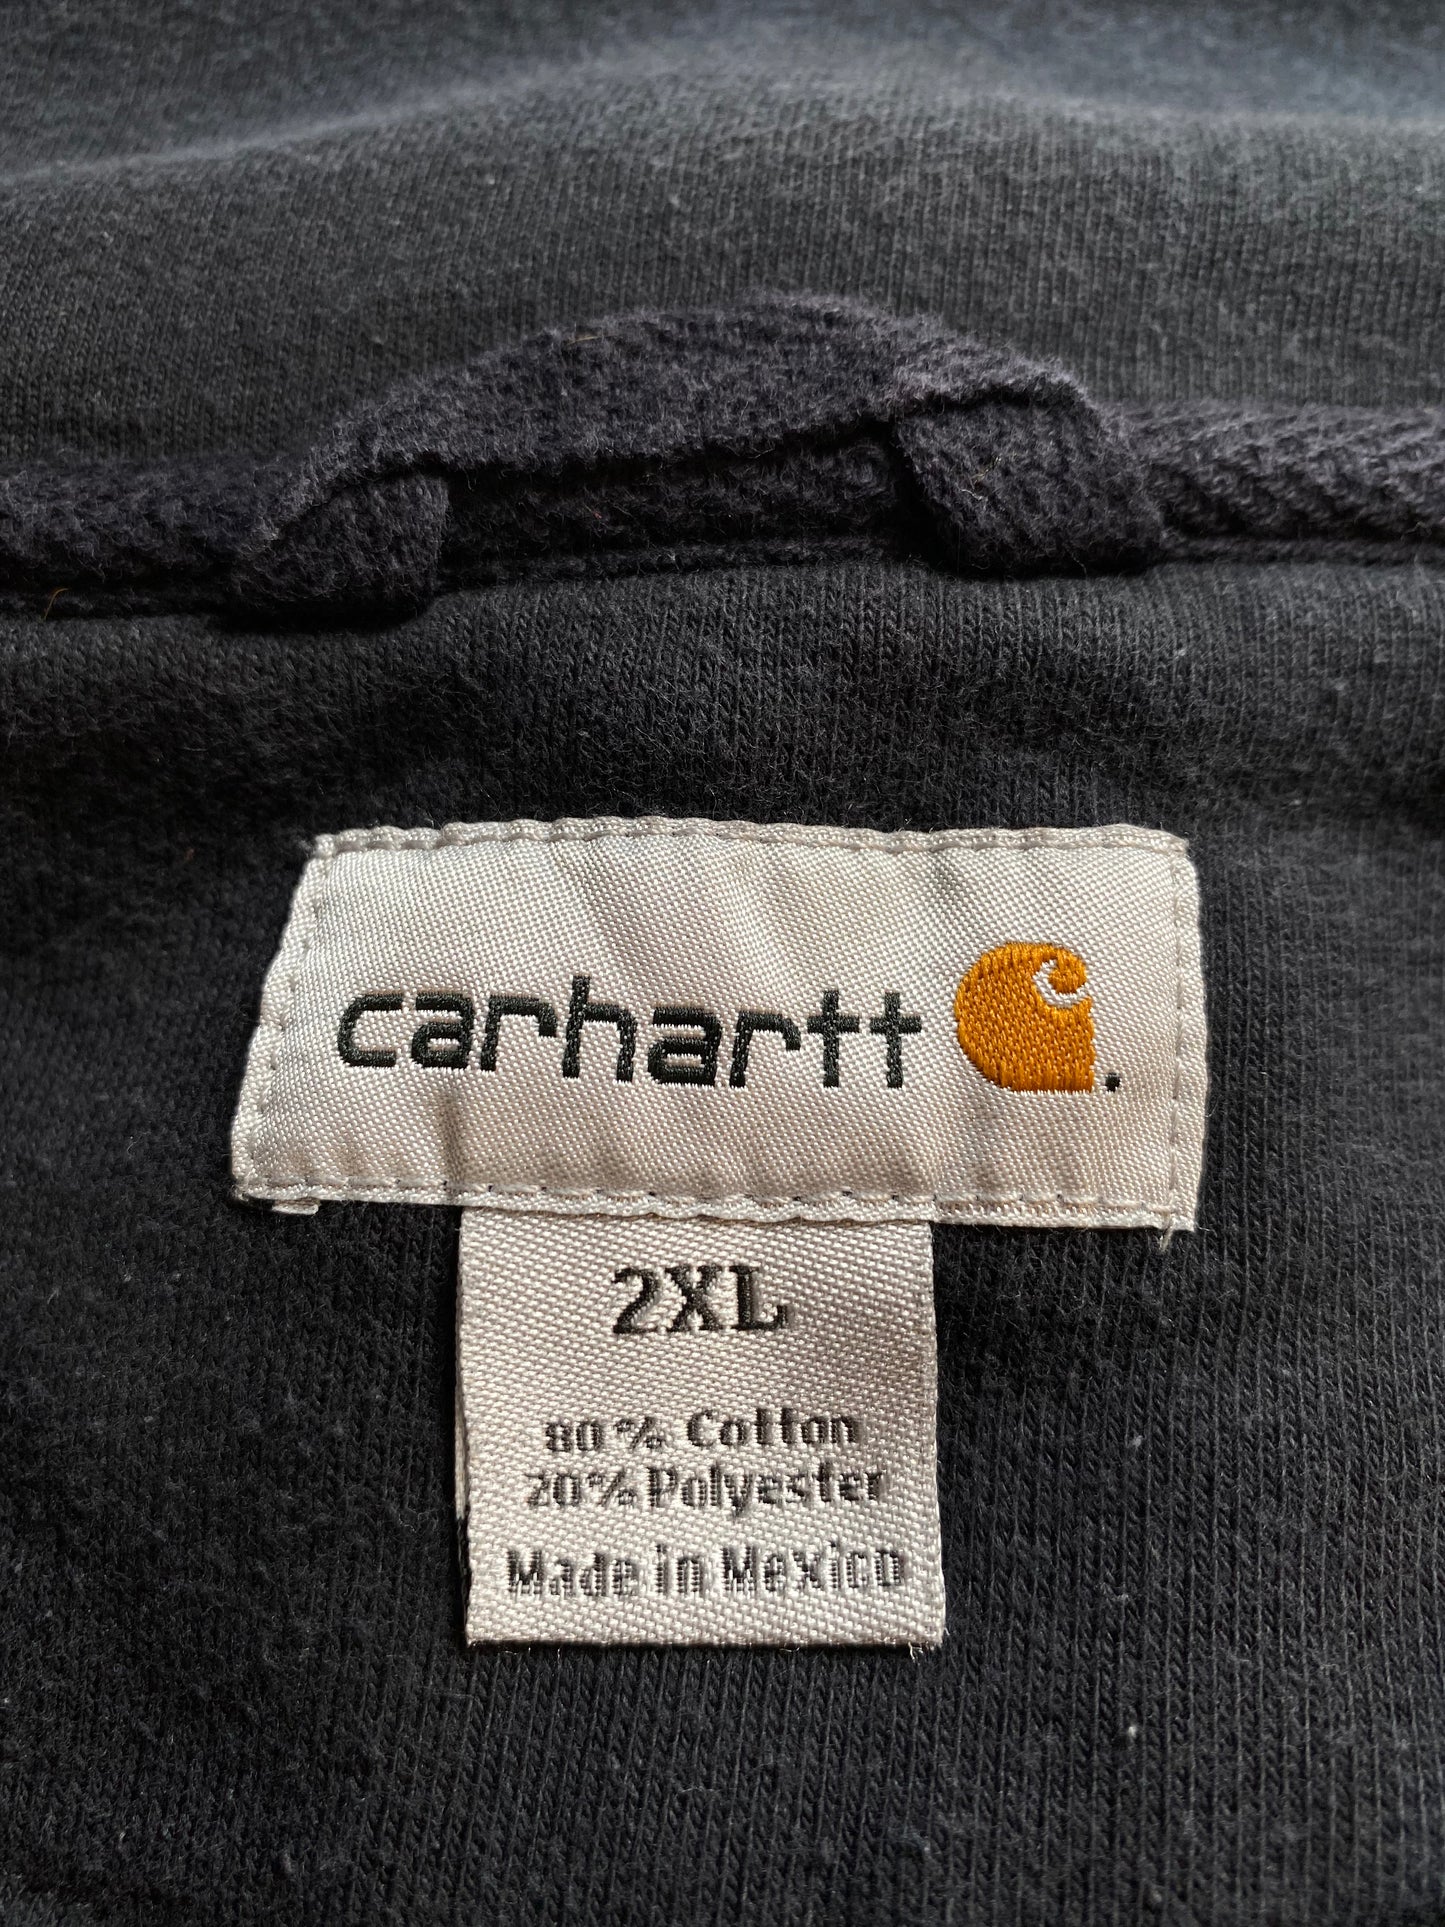 carhartt
2XL
80% Cotton
20% Polyester
Made in Mexico